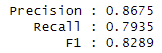 Precision : 0.8675
Recall : 0.7935
F1 : 0.8289